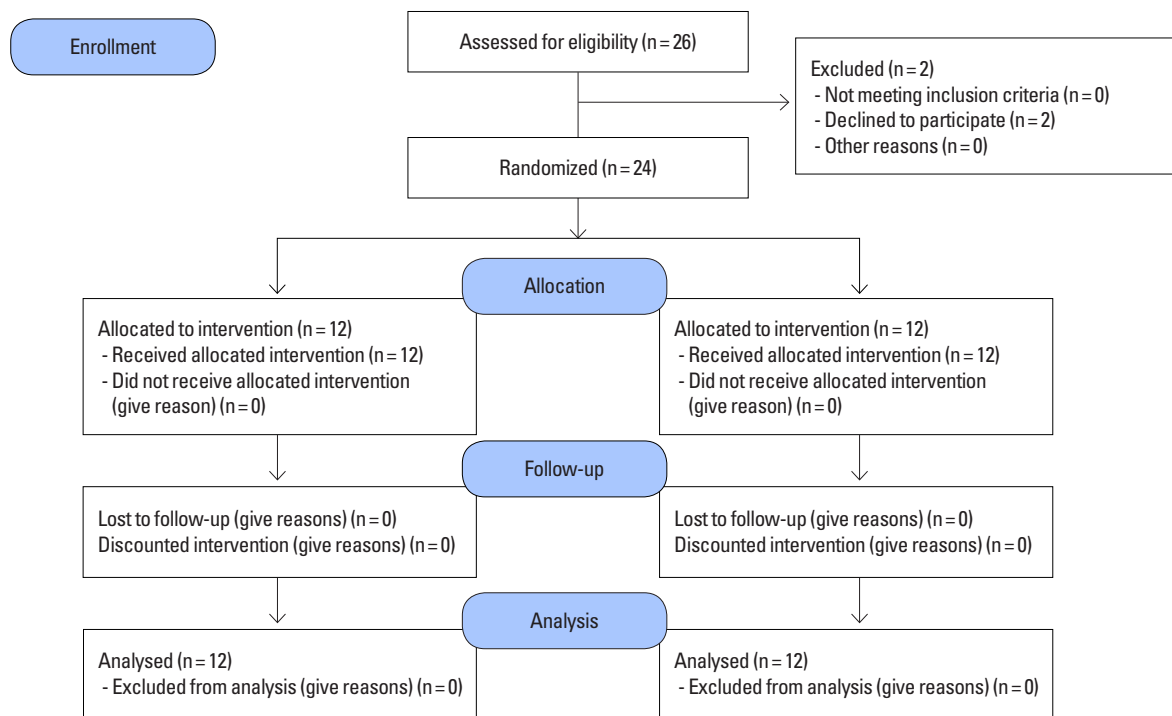 Enrollment
Assessed for eligibility (n=26)
Excluded (n=2)
- Not meeting inclusion criteria (n=0)
- Declined to participate (n=2)
- Other reasons (n=0)
Randomized (n=24)
Allocation
Allocated to intervention (n=12)
- Received allocated intervention (n=12)
- Did not receive allocated intervention
(give reason) (n=0)
Allocated to intervention (n=12)
- Received allocated intervention (n=12)
- Did not receive allocated intervention
(give reason) (n=0)
Follow-up
Lost to follow-up (give reasons) (n=0)
Discounted intervention (give reasons) (n=0)
Lost to follow-up (give reasons) (n=0)
Discounted intervention (give reasons) (n=0)
Analysis
Analysed (n=12)
- Excluded from analysis (give reasons) (n=0)
Analysed (n=12)
- Excluded from analysis (give reasons) (n=0)